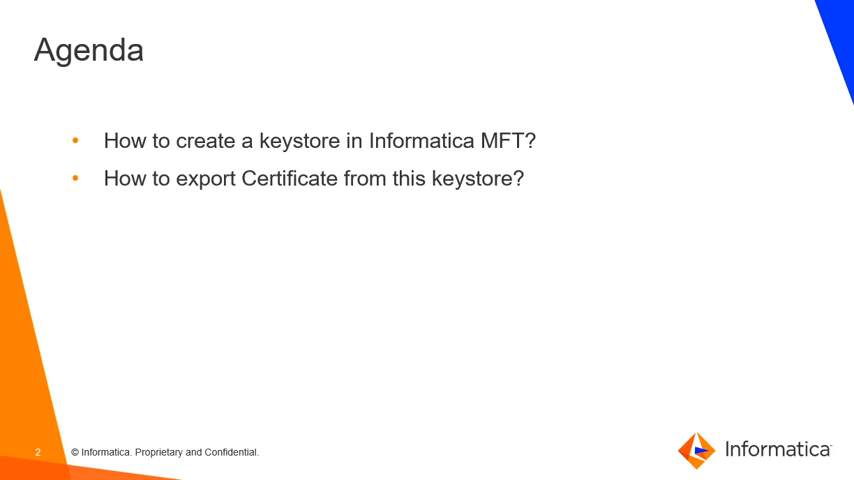 Agenda
• How to create a keystore in Informatica MFT?
• How to export Certificate from this keystore?
2 © Informatica. Proprietary and Confidential.
Informatica